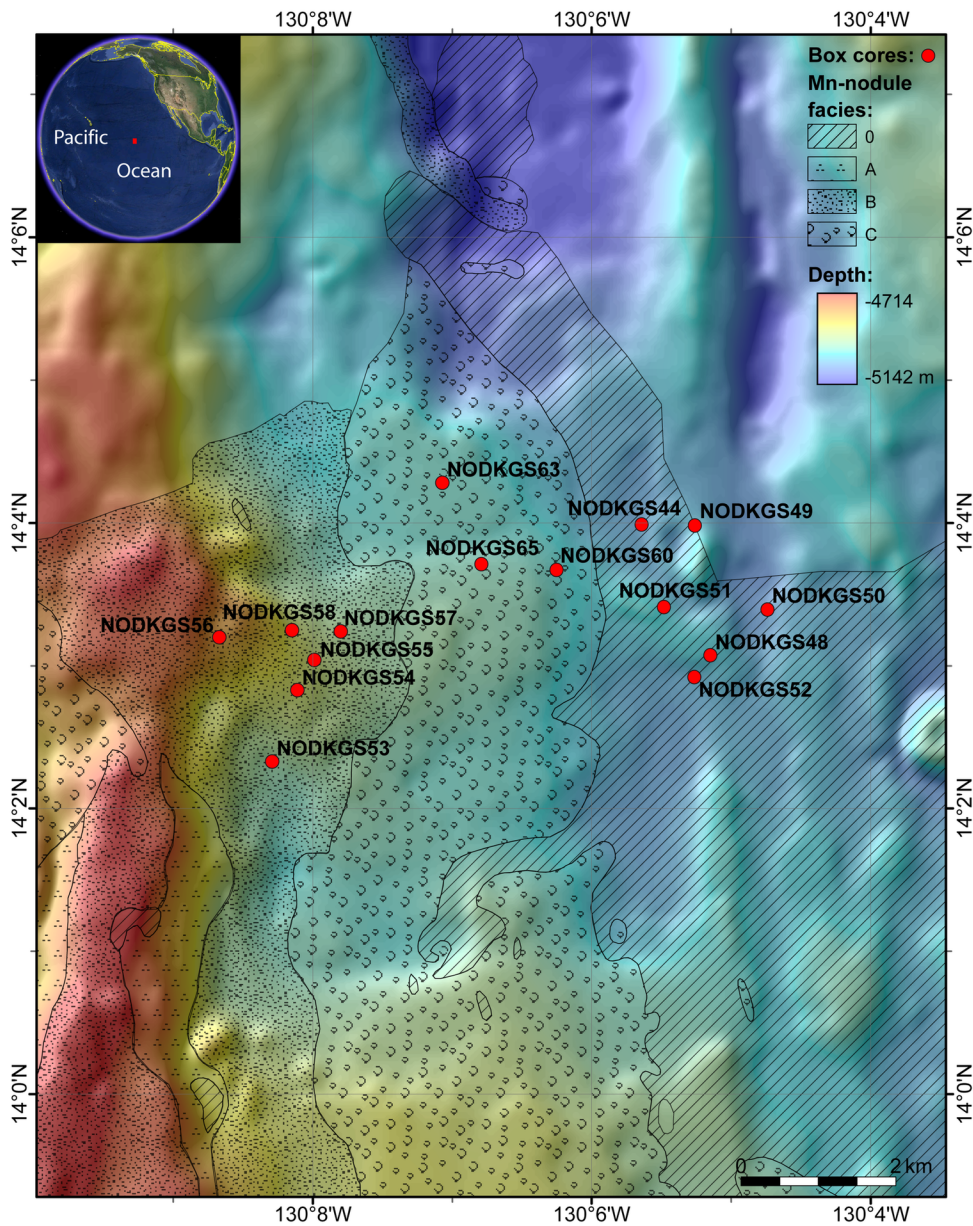 130°8'W 130°6'W 130°4'W
Pacific
Ocean
Box cores:
Mn-nodule
facies:
0
A
B
C
Depth:
-4714
-5142 m
14°6'N 14°6'N
NODKGS63
NODKGS44 NODKGS49
14°4'N 14°4'N
NODKGS65
NODKGS60
NODKGS51
NODKGS50
NODKGS58 NODKGS57
NODKGS56
NODKGS55
NODKGS48
NODKGS54
NODKGS52
NODKGS53
14°2'N 14°2'N
14°0'N 14°0'N
0 2 km
130°8'W 130°6'W 130°4'W